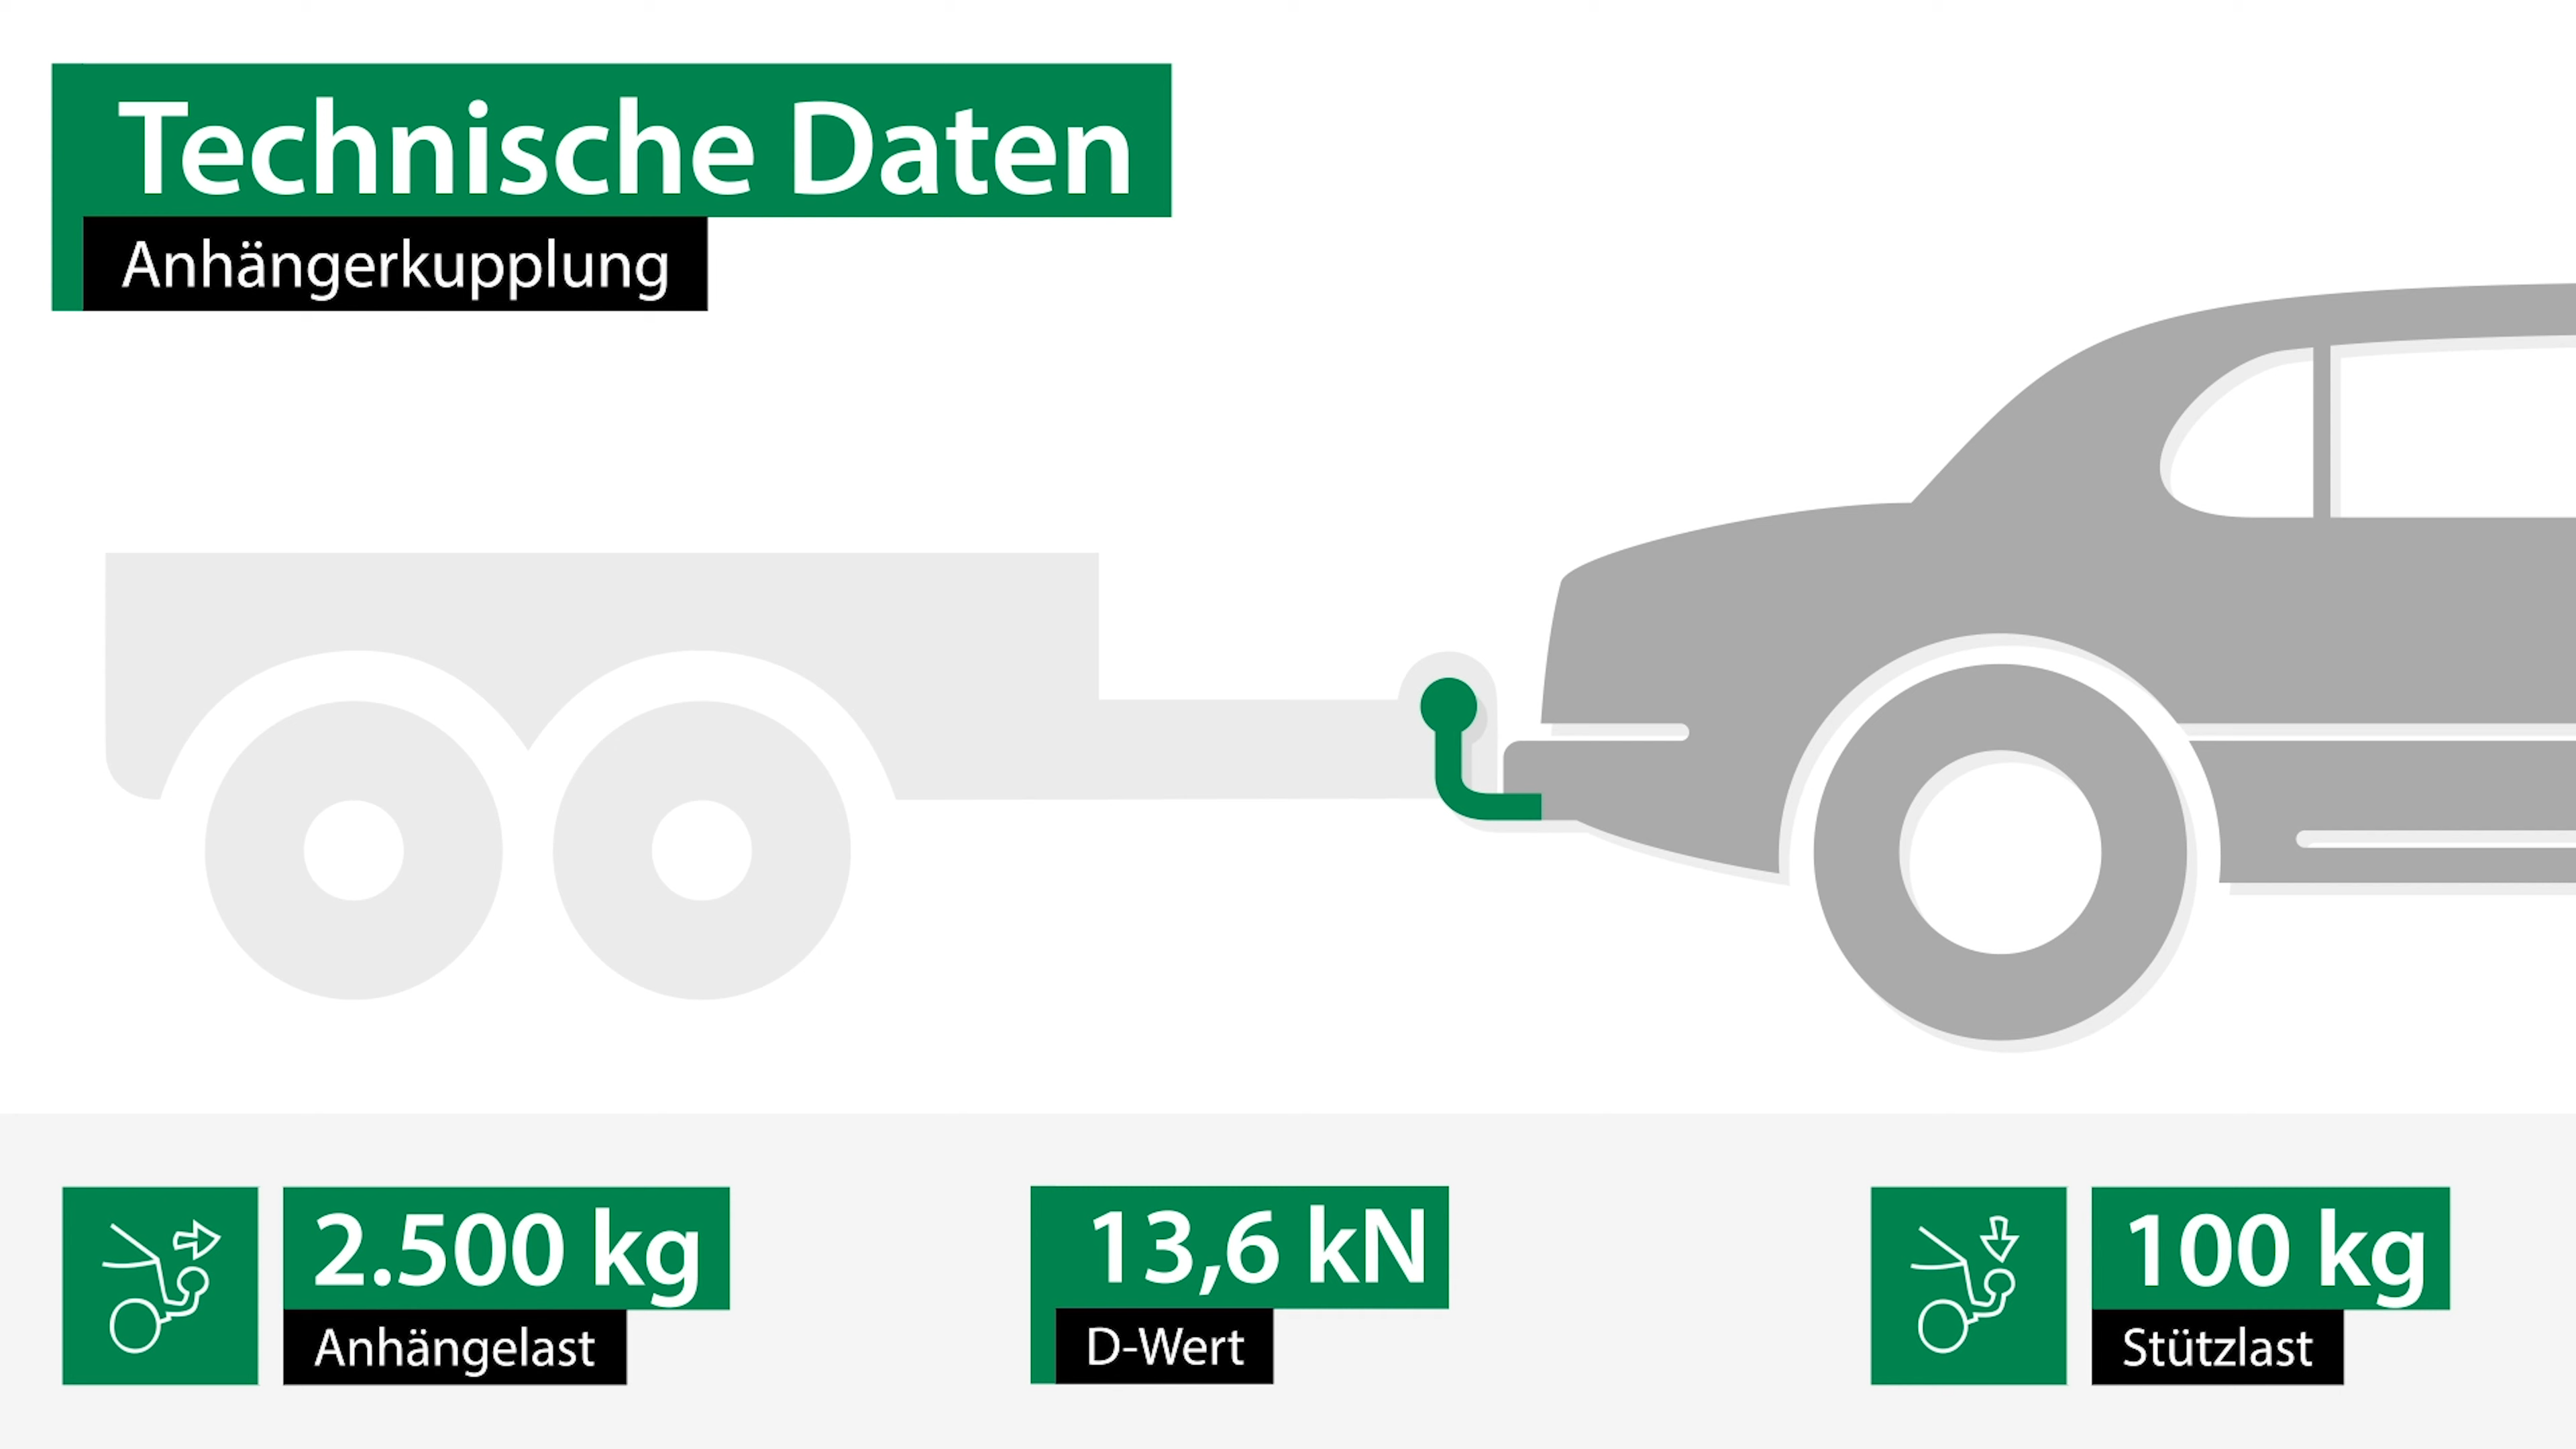 Technische Daten
Anhängerkupplung
2.500 kg
Anhängelast
13,6 kN
D-Wert
100 kg
Stützlast